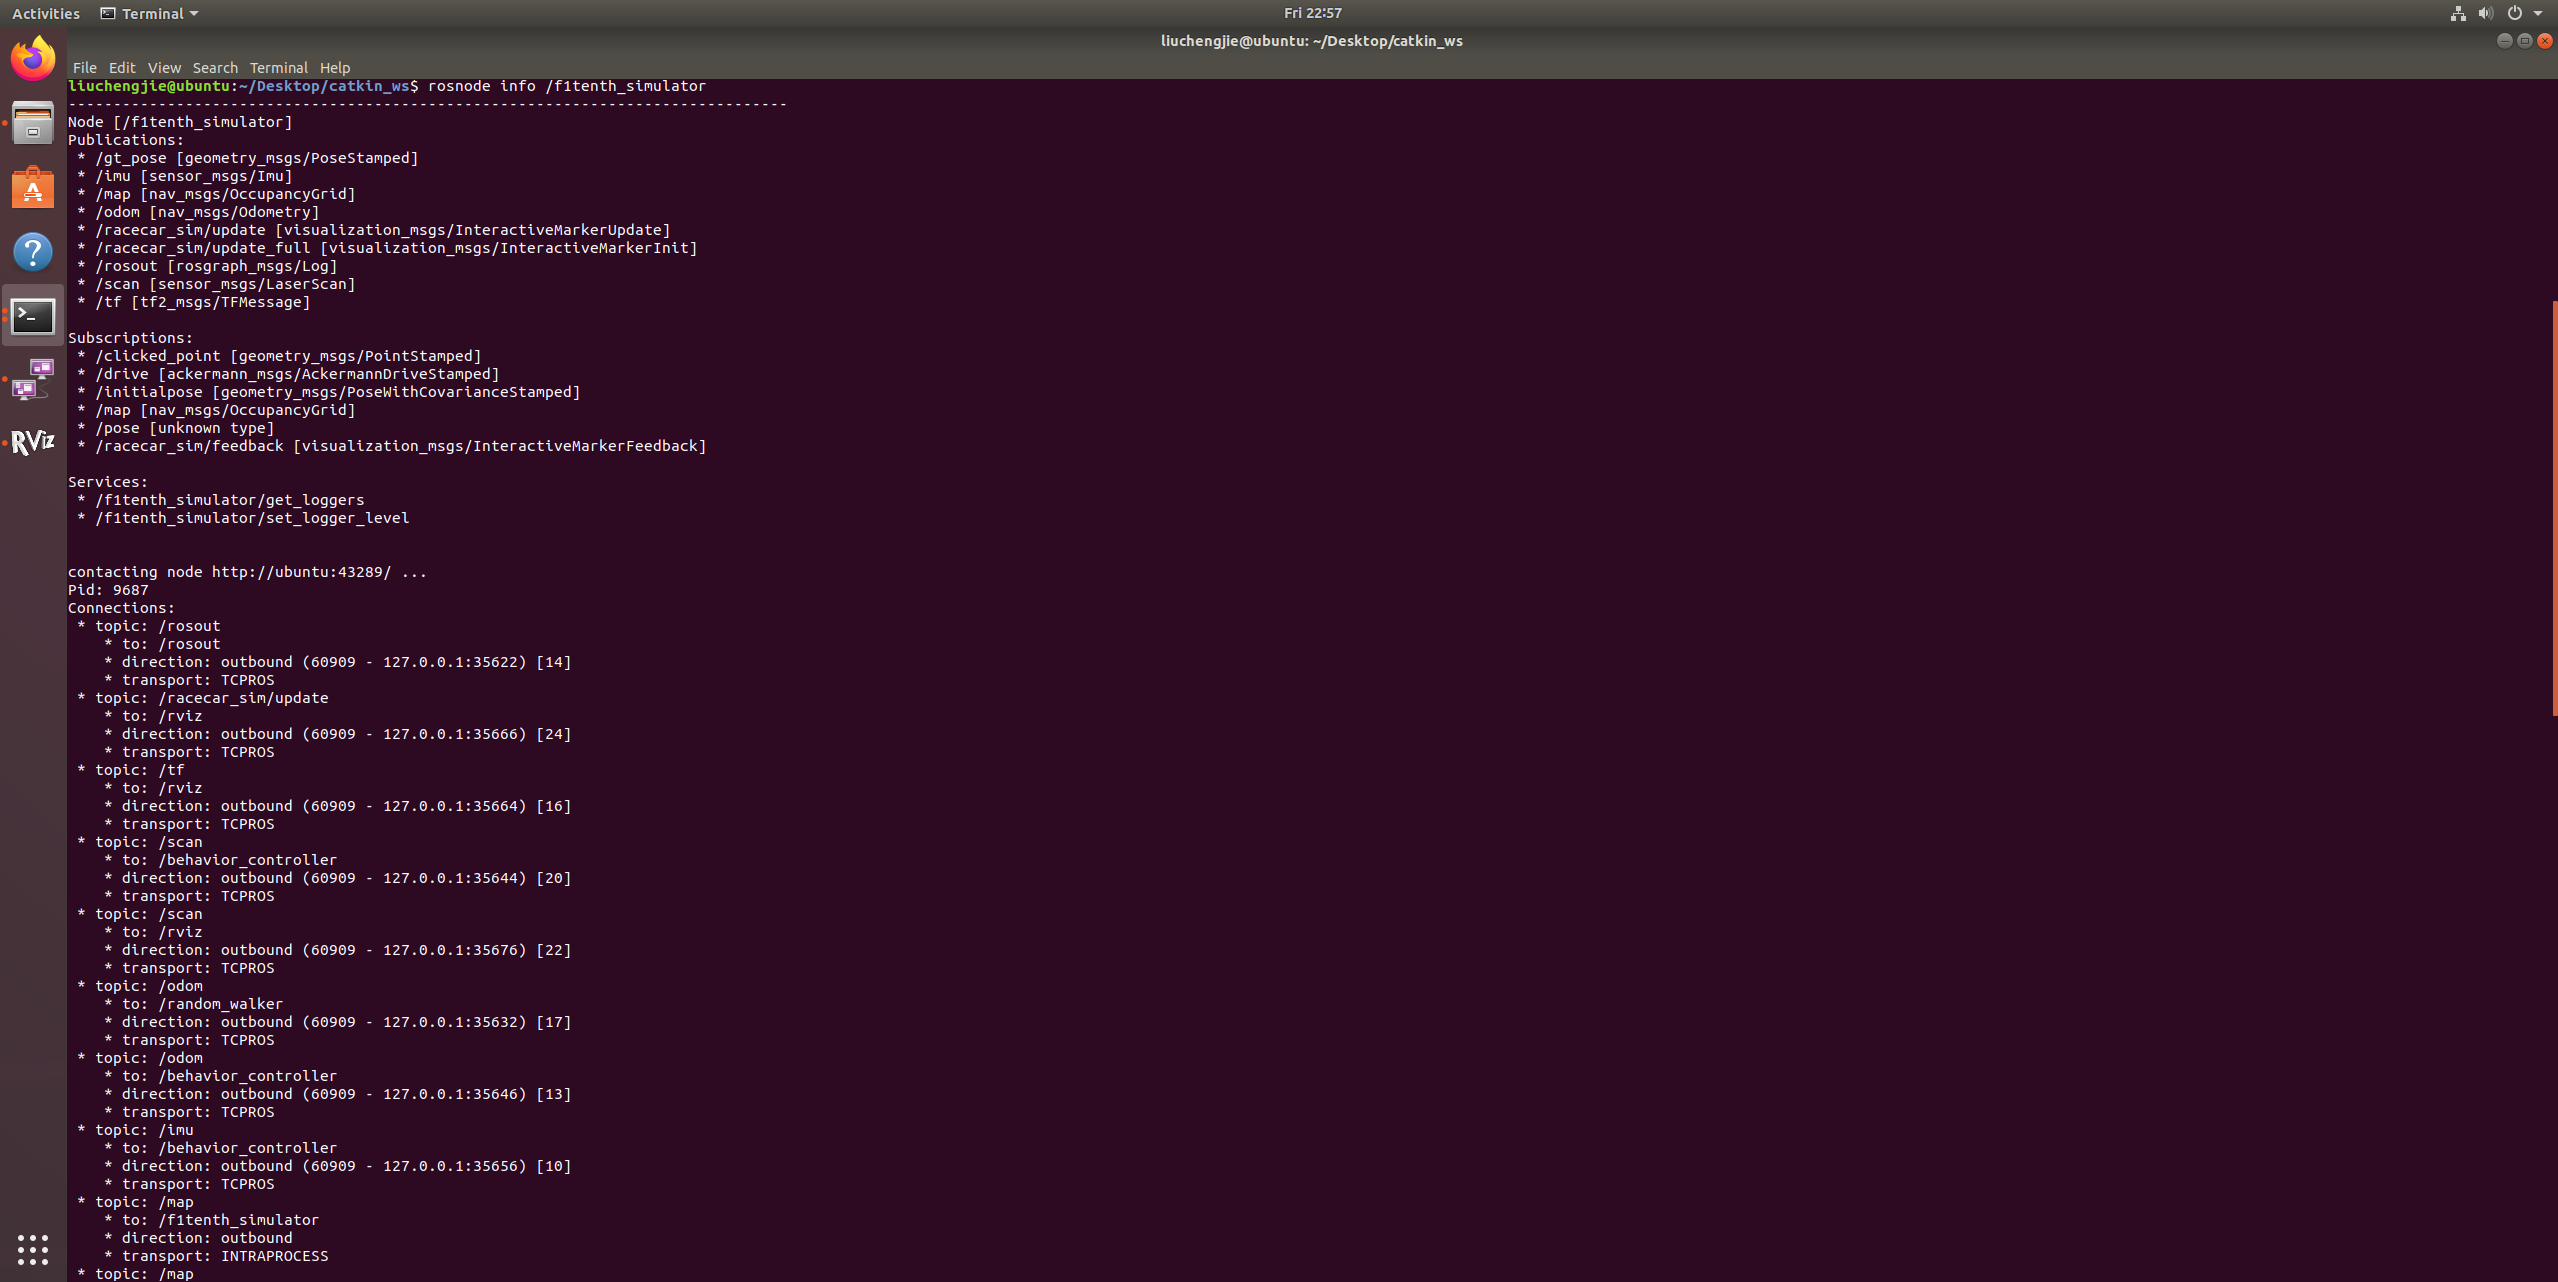 Activities Terminal Fri 22:57
liuchengjie@ubuntu: ~/Desktop/catkin_ws
File Edit View Search Terminal Help
liuchengjie@ubuntu:~/Desktop/catkin_ws$ rosnode info /f1tenth_simulator
--------------------------------------------------------------------------------
Node [/f1tenth_simulator]
Publications:
 * /gt_pose [geometry_msgs/PoseStamped]
 * /imu [sensor_msgs/Imu]
 * /map [nav_msgs/OccupancyGrid]
 * /odom [nav_msgs/Odometry]
 * /racecar_sim/update [visualization_msgs/InteractiveMarkerUpdate]
 * /racecar_sim/update_full [visualization_msgs/InteractiveMarkerInit]
 * /rosout [rosgraph_msgs/Log]
 * /scan [sensor_msgs/LaserScan]
 * /tf [tf2_msgs/TFMessage]

Subscriptions:
 * /clicked_point [geometry_msgs/PointStamped]
 * /drive [ackermann_msgs/AckermannDriveStamped]
 * /initialpose [geometry_msgs/PoseWithCovarianceStamped]
 * /map [nav_msgs/OccupancyGrid]
 * /pose [unknown type]
 * /racecar_sim/feedback [visualization_msgs/InteractiveMarkerFeedback]
RViz

Services:
 * /f1tenth_simulator/get_loggers
 * /f1tenth_simulator/set_logger_level


contacting node http://ubuntu:43289/ ...
Pid: 9687
Connections:
 * topic: /rosout
    * to: /rosout
    * direction: outbound (60909 - 127.0.0.1:35622) [14]
    * transport: TCPROS
 * topic: /racecar_sim/update
    * to: /rviz
    * direction: outbound (60909 - 127.0.0.1:35666) [24]
    * transport: TCPROS
 * topic: /tf
    * to: /rviz
    * direction: outbound (60909 - 127.0.0.1:35664) [16]
    * transport: TCPROS
 * topic: /scan
    * to: /behavior_controller
    * direction: outbound (60909 - 127.0.0.1:35644) [20]
    * transport: TCPROS
 * topic: /scan
    * to: /rviz
    * direction: outbound (60909 - 127.0.0.1:35676) [22]
    * transport: TCPROS
 * topic: /odom
    * to: /random_walker
    * direction: outbound (60909 - 127.0.0.1:35632) [17]
    * transport: TCPROS
 * topic: /odom
    * to: /behavior_controller
    * direction: outbound (60909 - 127.0.0.1:35646) [13]
    * transport: TCPROS
 * topic: /imu
    * to: /behavior_controller
    * direction: outbound (60909 - 127.0.0.1:35656) [10]
    * transport: TCPROS
 * topic: /map
    * to: /f1tenth_simulator
    * direction: outbound
    * transport: INTRAPROCESS
 * topic: /map